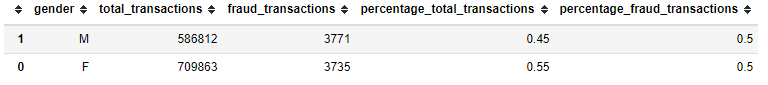 gender total_transactions fraud_transactions percentage_total_transactions percentage_fraud_transactions
1 M 586812 3771 0.45 0.5
0 F 709863 3735 0.55 0.5